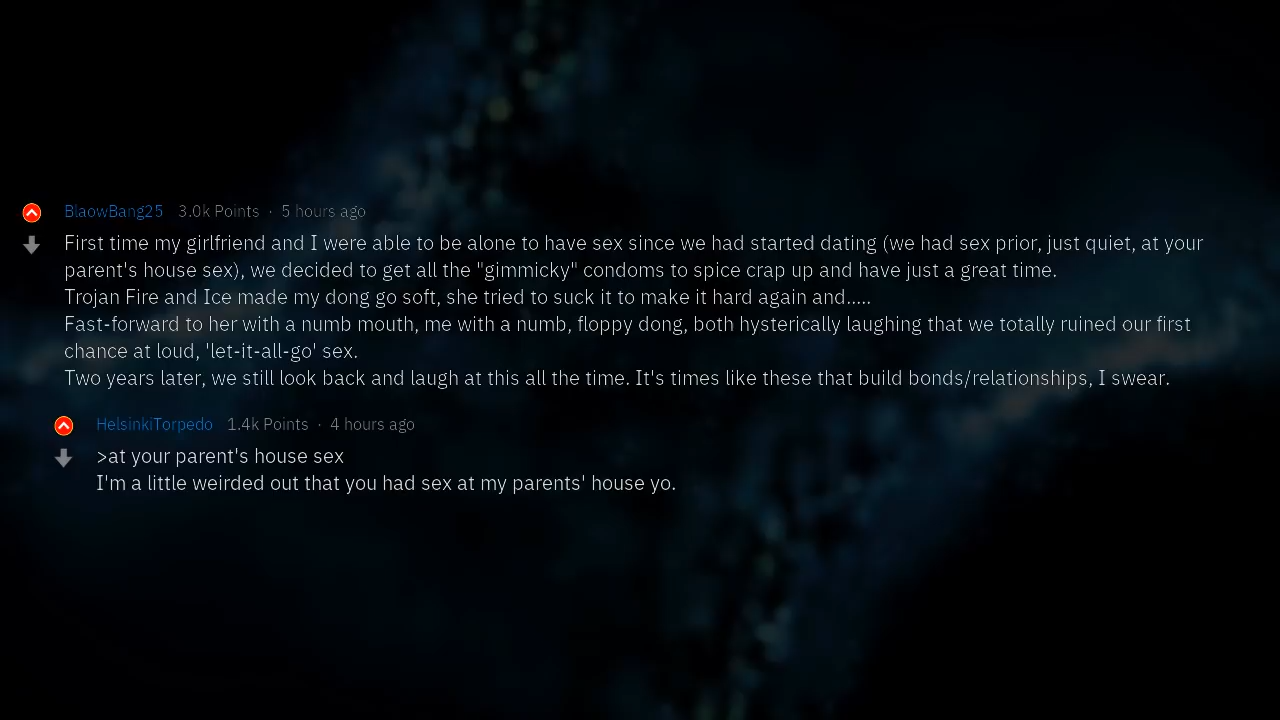 BlaowBang25 3.0k Points · 5 hours ago
First time my girlfriend and I were able to be alone to have sex since we had started dating (we had sex prior, just quiet, at your
parent's house sex), we decided to get all the "gimmicky" condoms to spice crap up and have just a great time.
Trojan Fire and Ice made my dong go soft, she tried to suck it to make it hard again and.....
Fast-forward to her with a numb mouth, me with a numb, floppy dong, both hysterically laughing that we totally ruined our first
chance at loud, 'let-it-all-go' sex.
Two years later, we still look back and laugh at this all the time. It's times like these that build bonds/relationships, I swear.
HelsinkiTorpedo 1.4k Points · 4 hours ago
>at your parent's house sex
I'm a little weirded out that you had sex at my parents' house yo.